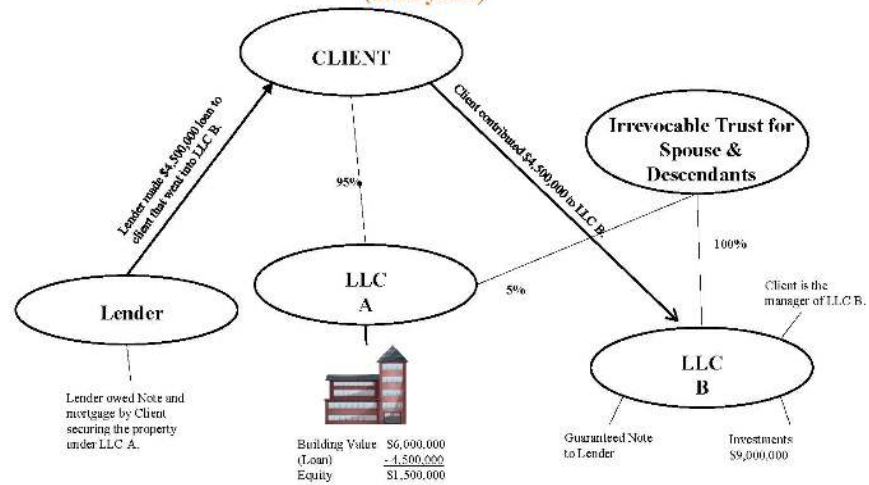 CLIENT
Lender made $4,500,000 loan to
client that went into LLC B.
Client contributed $4,500,000 to LLC B.
Irrevocable Trust for
Spouse &
Descendants
95%
100%
LLC
A
5%
Client is the
manager of LLC B.
Lender
LLC
B
Lender owed Note and
mortgage by Client
securing the property
under LLC A.
Building Value $6,000,000
(Loan) - 4,500,000
Equity $1,500,000
Guaranteed Note
to Lender
Investments
$9,000,000